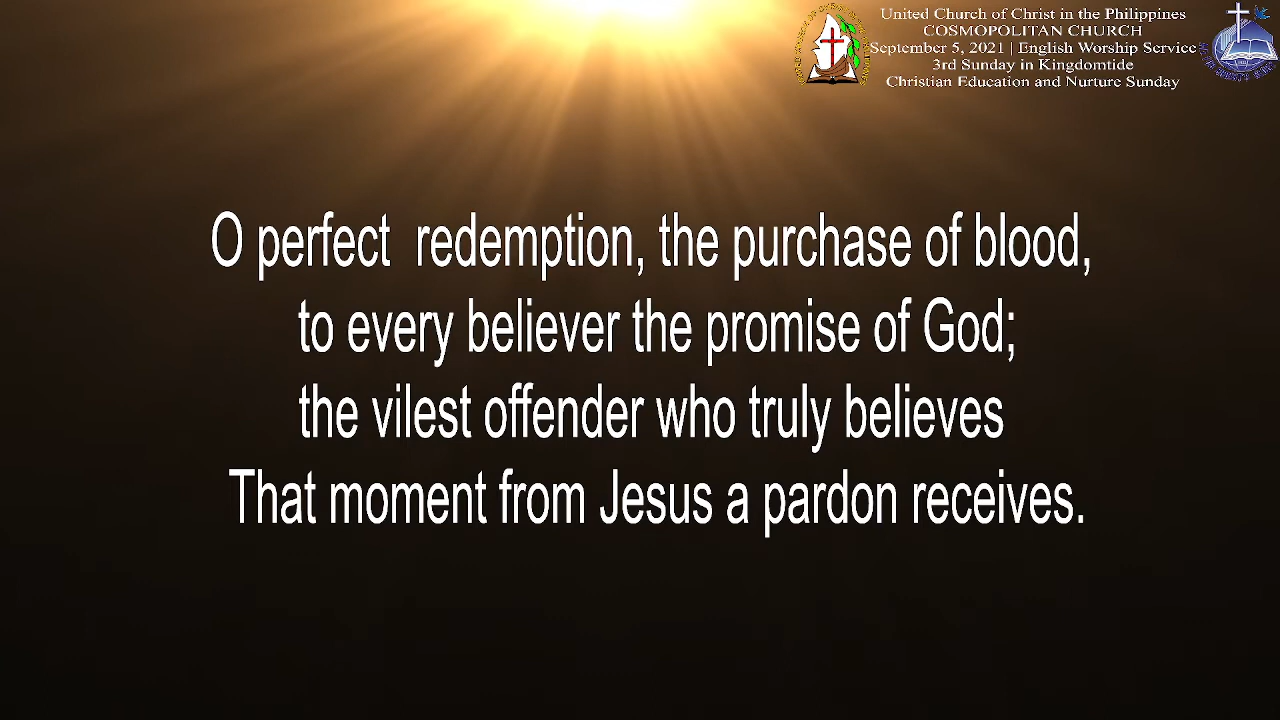 United Church of Christ in the Philippines
COSMOPOLITAN CHURCH
September 5, 2021 | English Worship Service
3rd Sunday in Kingdomtide
Christian Education and Nurture Sunday
O perfect redemption, the purchase of blood,
to every believer the promise of God;
the vilest offender who truly believes
That moment from Jesus a pardon receives.